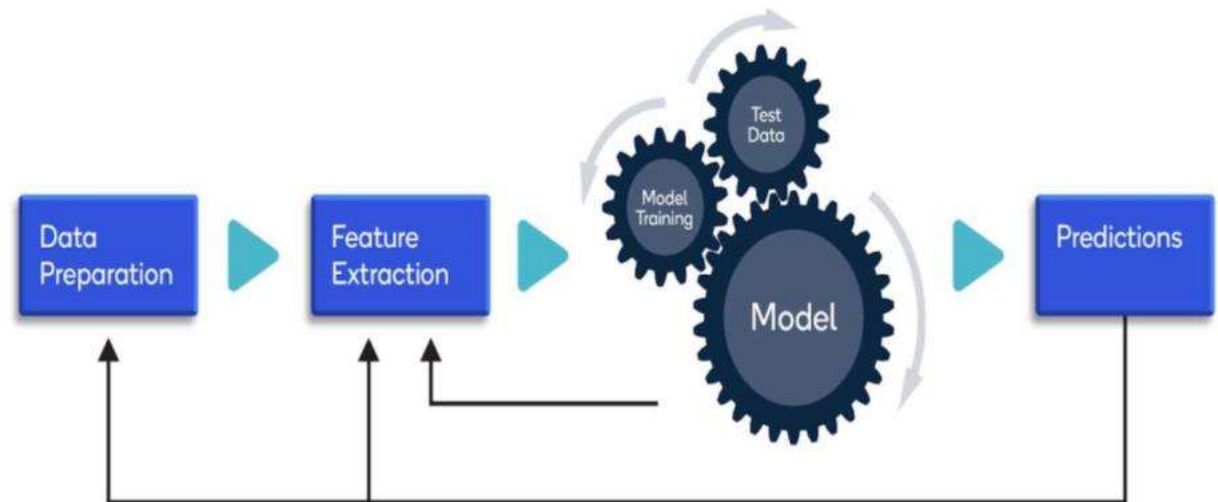 Data
Preparation
Feature
Extraction
Model
Training
Test
Data
Model
Predictions